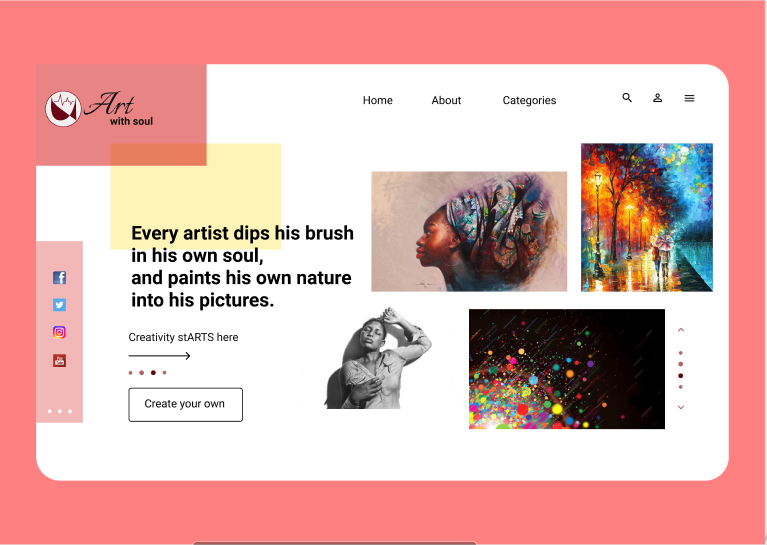 Art
with soul
Home
About
Categories
Every artist dips his brush
in his own soul,
and paints his own nature
into his pictures.
Creativity stARTS here
Create your own